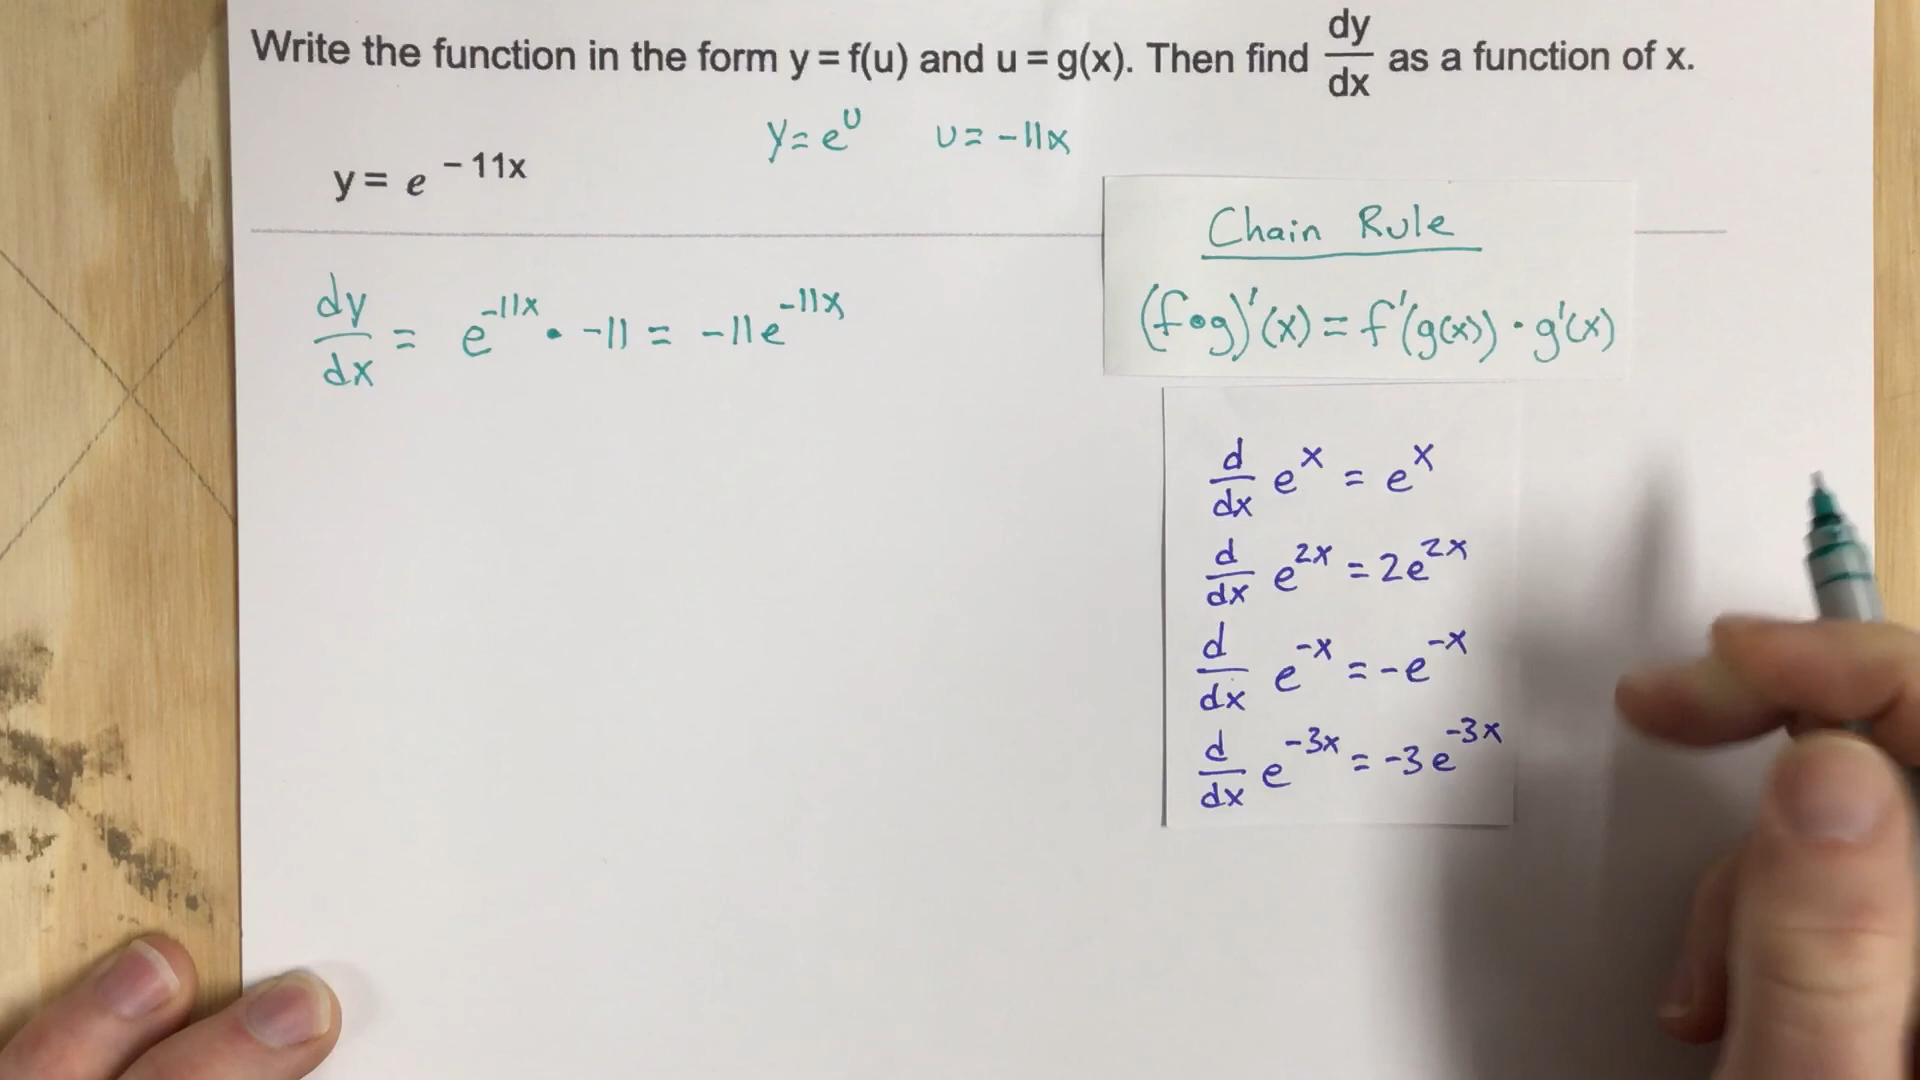 Write the function in the form y = f(u) and u = g(x). Then find dy/dx as a function of x.
y = e^u u = -11x
y = e^(-11x)
Chain Rule
(f∘g)'(x) = f'(g(x)) · g'(x)
dy/dx = e^(-11x) · -11 = -11e^(-11x)
d/dx e^x = e^x
d/dx e^(2x) = 2e^(2x)
d/dx e^(-x) = -e^(-x)
d/dx e^(-3x) = -3e^(-3x)